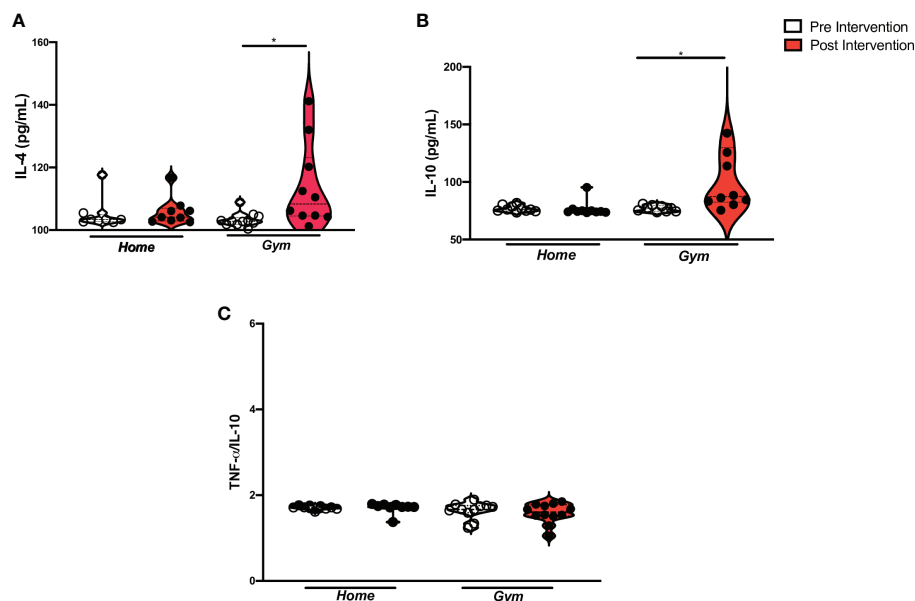 A
B
Pre Intervention
Post Intervention
160
140
120
100
IL-4 (pg/mL)
*
Home
Gym
200
150
100
50
IL-10 (pg/mL)
*
Home
Gym
C
6
4
2
0
TNF-α/IL-10
Home
Gym